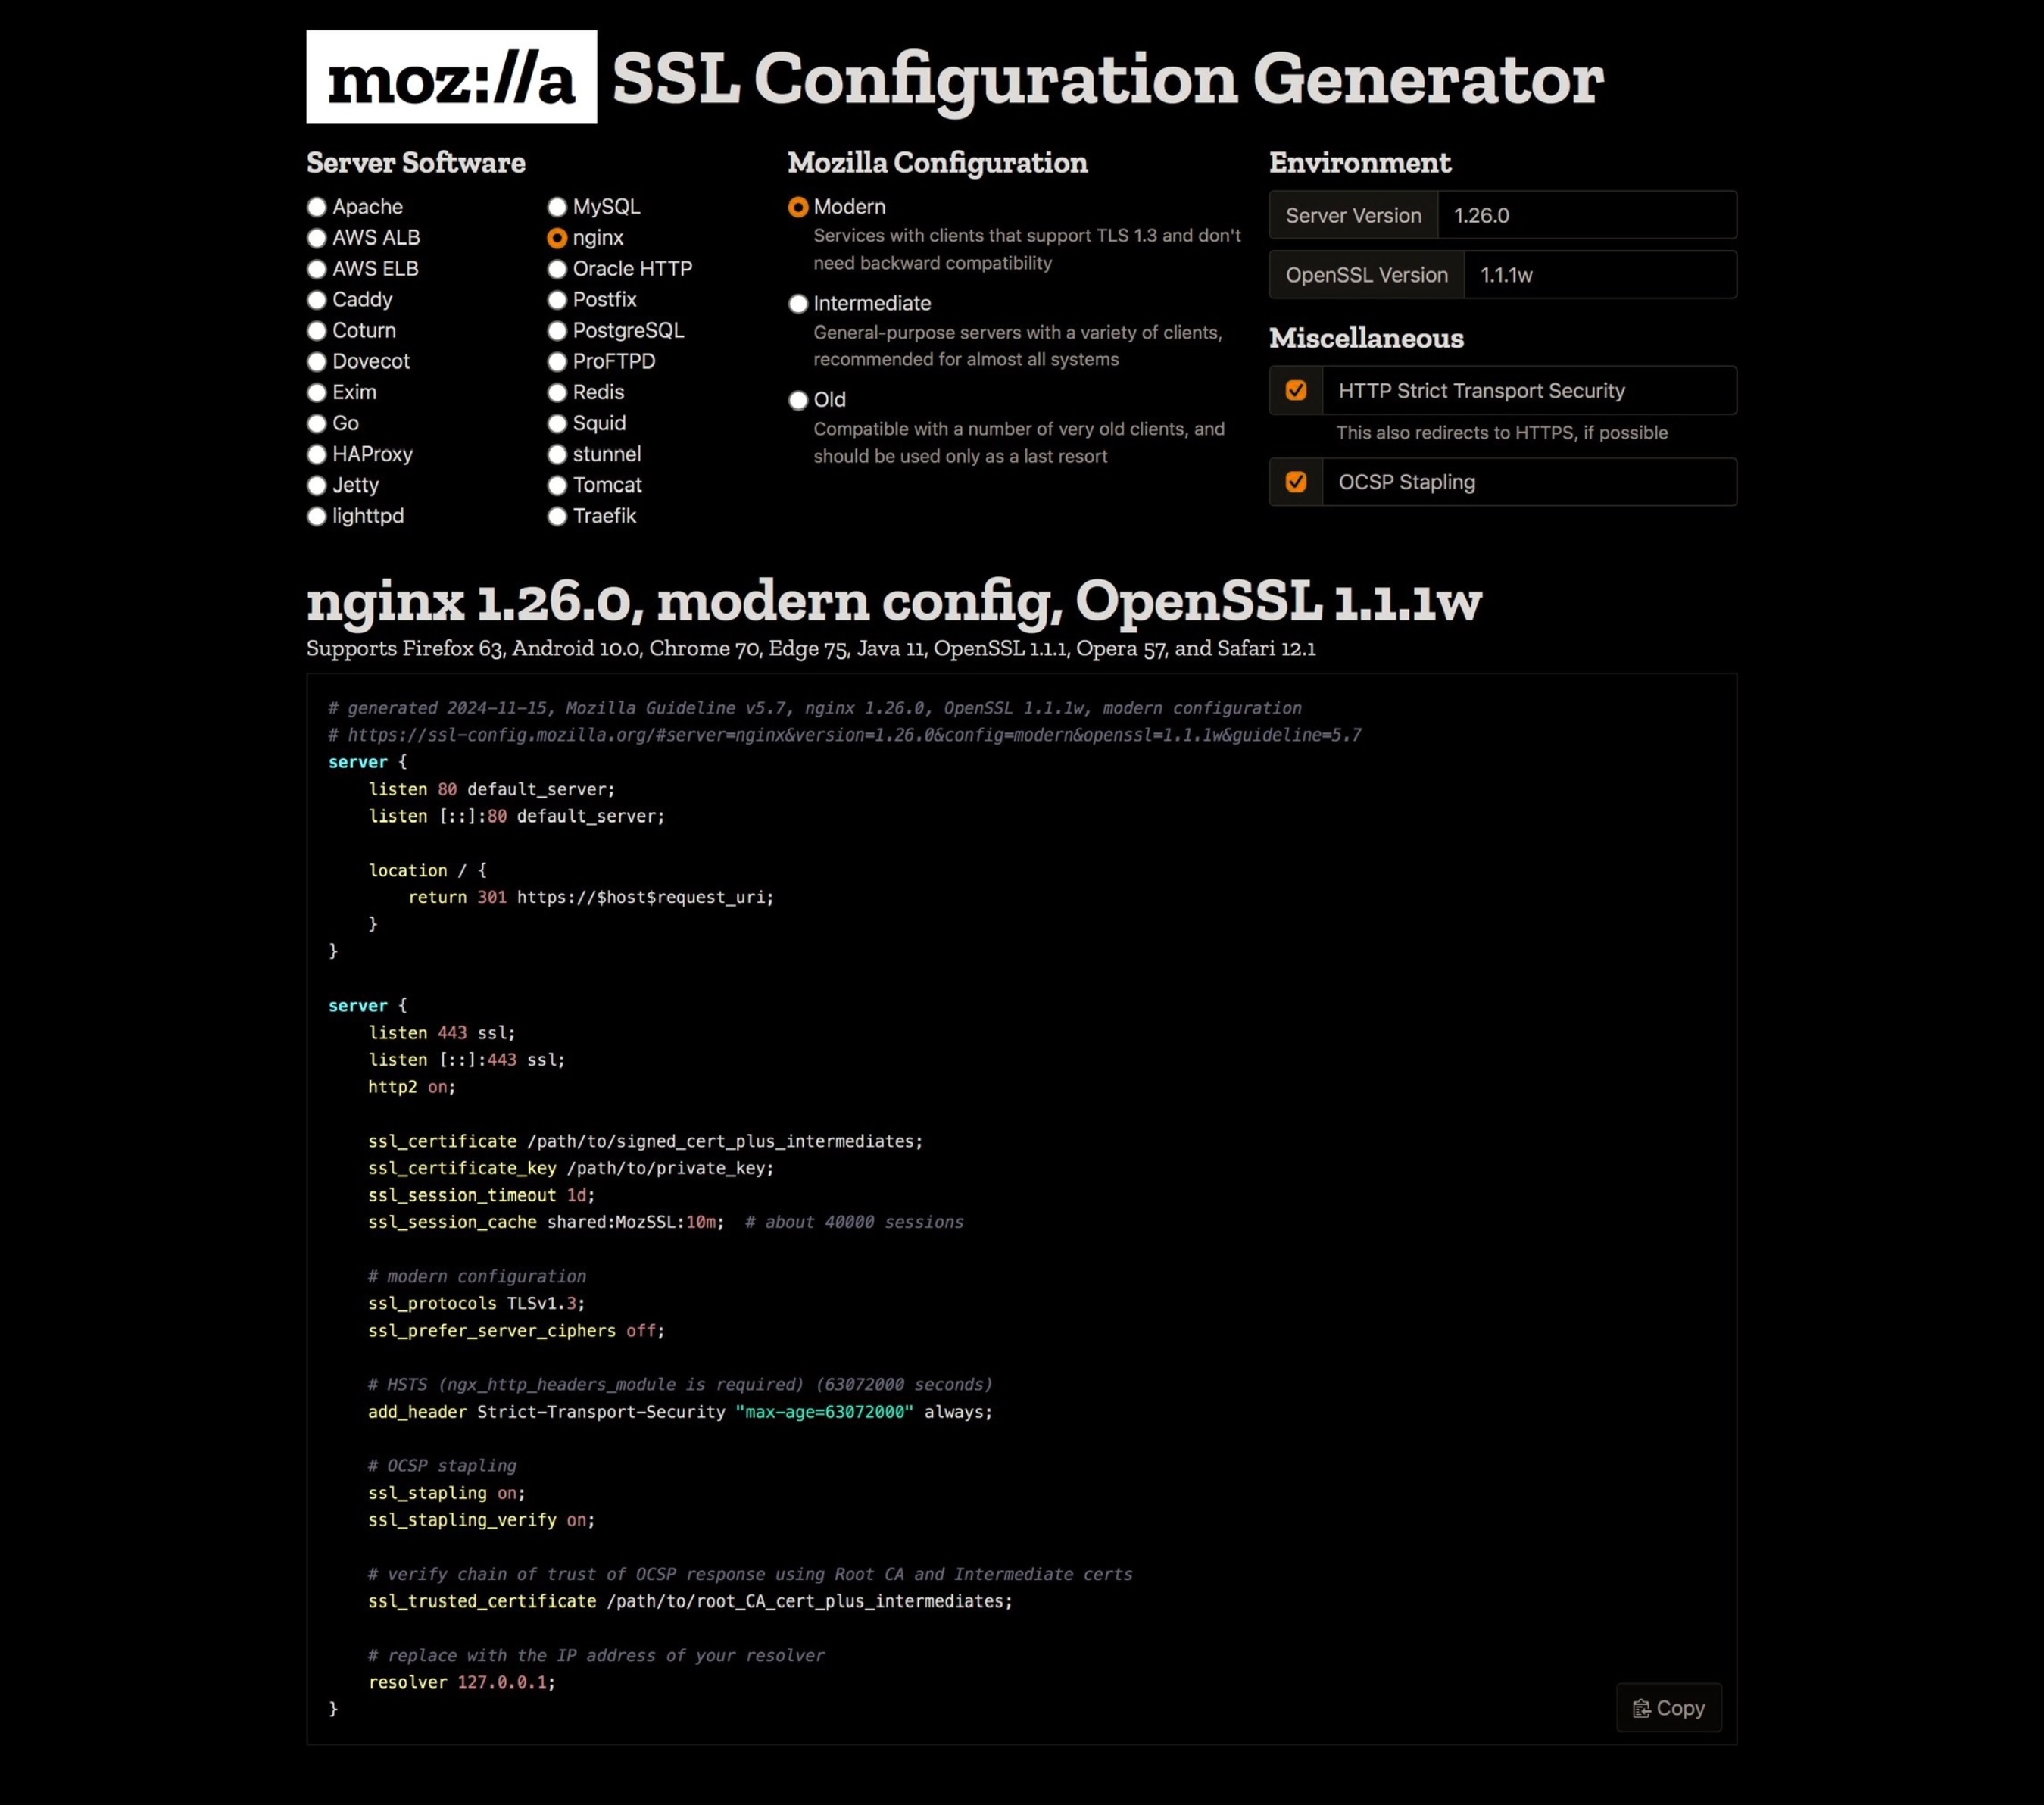 moz://a SSL Configuration Generator
Server Software
Apache
AWS ALB
AWS ELB
Caddy
Coturn
Dovecot
Exim
Go
HAProxy
Jetty
lighttpd
MySQL
nginx
Oracle HTTP
Postfix
PostgreSQL
ProFTPD
Redis
Squid
stunnel
Tomcat
Traefik
Mozilla Configuration
Modern
Services with clients that support TLS 1.3 and don't
need backward compatibility
Intermediate
General-purpose servers with a variety of clients,
recommended for almost all systems
Old
Compatible with a number of very old clients, and
should be used only as a last resort
Environment
Server Version 1.26.0
OpenSSL Version 1.1.1w
Miscellaneous
HTTP Strict Transport Security
This also redirects to HTTPS, if possible
OCSP Stapling
nginx 1.26.0, modern config, OpenSSL 1.1.1w
Supports Firefox 63, Android 10.0, Chrome 70, Edge 75, Java 11, OpenSSL 1.1.1, Opera 57, and Safari 12.1
# generated 2024-11-15, Mozilla Guideline v5.7, nginx 1.26.0, OpenSSL 1.1.1w, modern configuration
# https://ssl-config.mozilla.org/#server=nginx&version=1.26.0&config=modern&openssl=1.1.1w&guideline=5.7
server {
    listen 80 default_server;
    listen [::]:80 default_server;
    location / {
        return 301 https://$host$request_uri;
    }
}
server {
    listen 443 ssl;
    listen [::]:443 ssl;
    http2 on;
    ssl_certificate /path/to/signed_cert_plus_intermediates;
    ssl_certificate_key /path/to/private_key;
    ssl_session_timeout 1d;
    ssl_session_cache shared:MozSSL:10m;  # about 40000 sessions
    # modern configuration
    ssl_protocols TLSv1.3;
    ssl_prefer_server_ciphers off;
    # HSTS (ngx_http_headers_module is required) (63072000 seconds)
    add_header Strict-Transport-Security "max-age=63072000" always;
    # OCSP stapling
    ssl_stapling on;
    ssl_stapling_verify on;
    # verify chain of trust of OCSP response using Root CA and Intermediate certs
    ssl_trusted_certificate /path/to/root_CA_cert_plus_intermediates;
    # replace with the IP address of your resolver
    resolver 127.0.0.1;
}
Copy